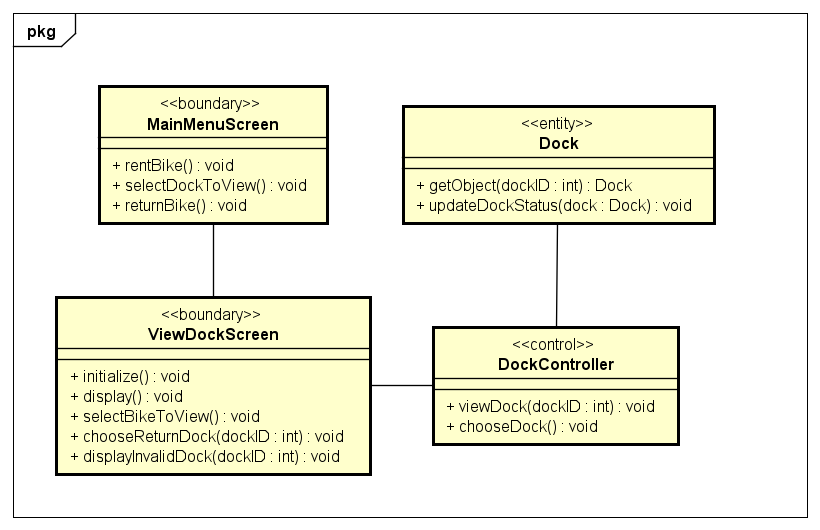 pkg
<<boundary>>
MainMenuScreen
+ rentBike() : void
+ selectDockToView() : void
+ returnBike() : void
<<entity>>
Dock
+ getObject(dockID : int) : Dock
+ updateDockStatus(dock : Dock) : void
<<boundary>>
ViewDockScreen
+ initialize() : void
+ display() : void
+ selectBikeToView() : void
+ chooseReturnDock(dockID : int) : void
+ displayInvalidDock(dockID : int) : void
<<control>>
DockController
+ viewDock(dockID : int) : void
+ chooseDock() : void